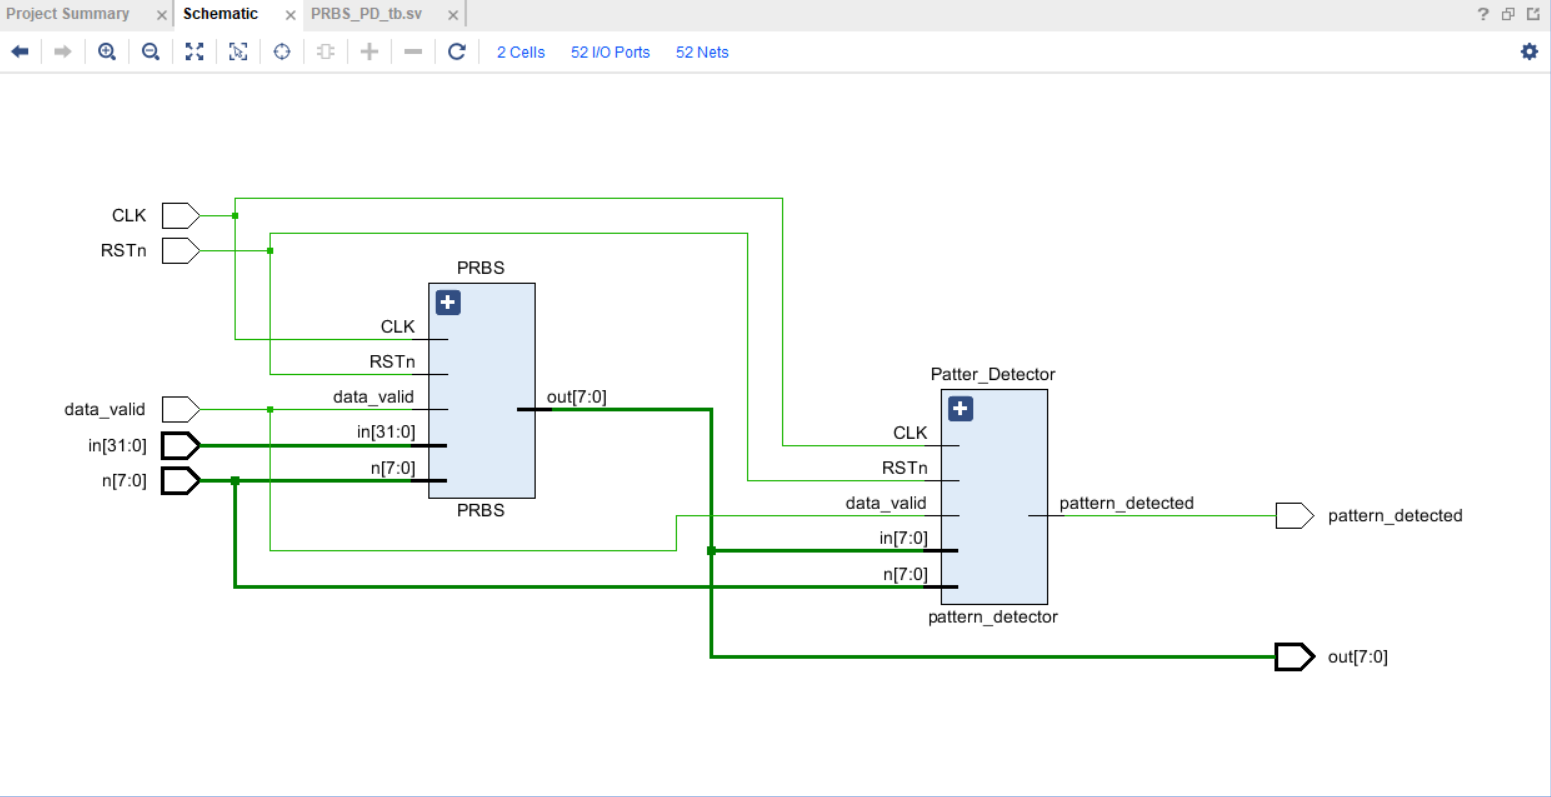 Project Summary
Schematic
PRBS_PD_tb.sv
2 Cells
52 I/O Ports
52 Nets
CLK
RSTn
PRBS
CLK
RSTn
data_valid
data_valid
in[31:0]
in[31:0]
n[7:0]
n[7:0]
out[7:0]
PRBS
Patter_Detector
CLK
RSTn
data_valid
in[7:0]
n[7:0]
pattern_detected
pattern_detector
pattern_detected
out[7:0]